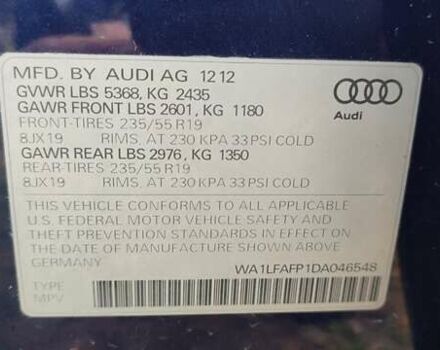 MFD. BY AUDI AG 12 12
GVWR LBS 5368, KG 2435
GAWR FRONT LBS 2601, KG 1180
FRONT-TIRES 235/55 R19
8JX19 RIMS, AT 230 KPA 33 PSI COLD
GAWR REAR LBS 2976, KG 1350
REAR-TIRES 235/55 R19
8JX19 RIMS, AT 230 KPA 33 PSI COLD
Audi
THIS VEHICLE CONFORMS TO ALL APPLICABLE
U.S. FEDERAL MOTOR VEHICLE SAFETY AND
THEFT PREVENTION STANDARDS IN EFFECT ON
THE DATE OF MANUFACTURE SHOWN ABOVE
GERMANY
WA1LFAFP1DA046548
TYPE
MPV